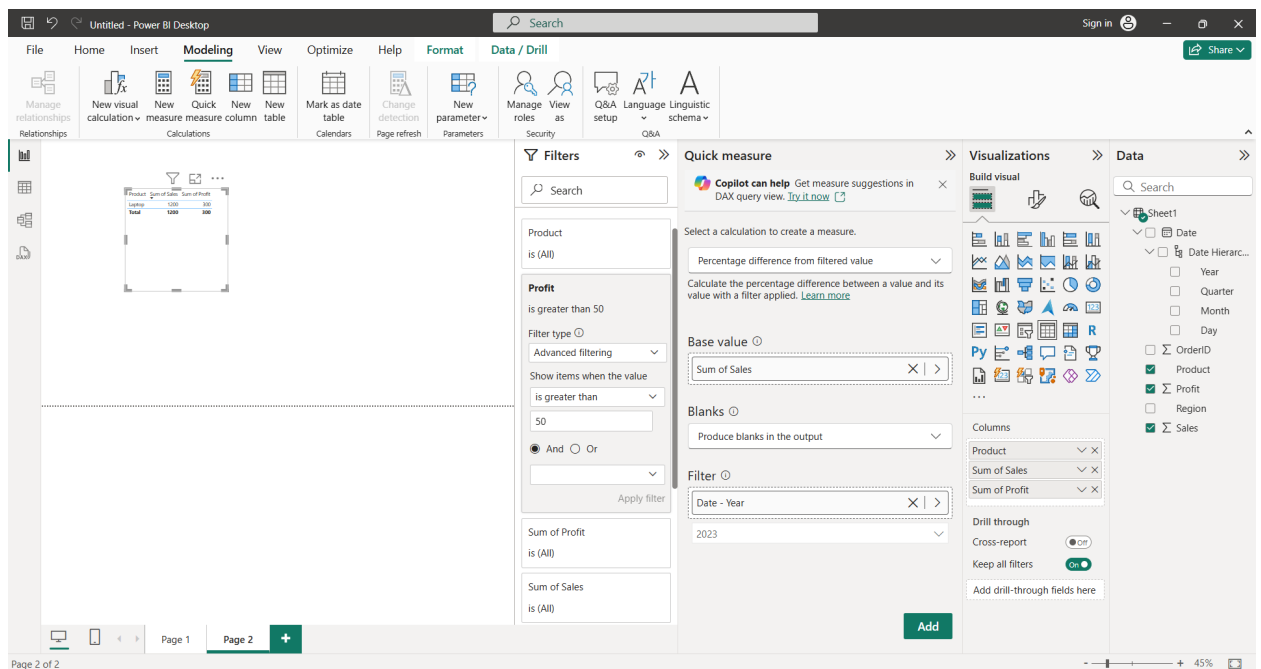 Untitled - Power BI Desktop
Search
Sign in
File Home Insert Modeling View Optimize Help Format Data / Drill
Share
Manage relationships
New visual calculation
New measure
Quick measure
New column
New table
Mark as date table
Change detection
New parameter
Manage roles
View as
Q&A setup
Language
Linguistic schema
Relationships
Calculations
Calendars
Page refresh
Parameters
Security
Q&A
Product Sum of Sales Sum of Profit
Laptop 1200 300
Total 1200 300
Filters
Search
Product
is (All)
Profit
is greater than 50
Filter type
Advanced filtering
Show items when the value
is greater than
50
And Or
Apply filter
Sum of Profit
is (All)
Sum of Sales
is (All)
Quick measure
Copilot can help Get measure suggestions in
DAX query view. Try it now
Select a calculation to create a measure.
Percentage difference from filtered value
Calculate the percentage difference between a value and its
value with a filter applied. Learn more
Base value
Sum of Sales
Blanks
Produce blanks in the output
Filter
Date - Year
2023
Add
Visualizations
Build visual
123
R
Py
...
Columns
Product
Sum of Sales
Sum of Profit
Drill through
Cross-report Off
Keep all filters On
Add drill-through fields here
Data
Search
Sheet1
Date
Date Hierarc...
Year
Quarter
Month
Day
OrderID
Product
Profit
Region
Sales
DAX
Page 1 Page 2 +
Page 2 of 2
- + 45%